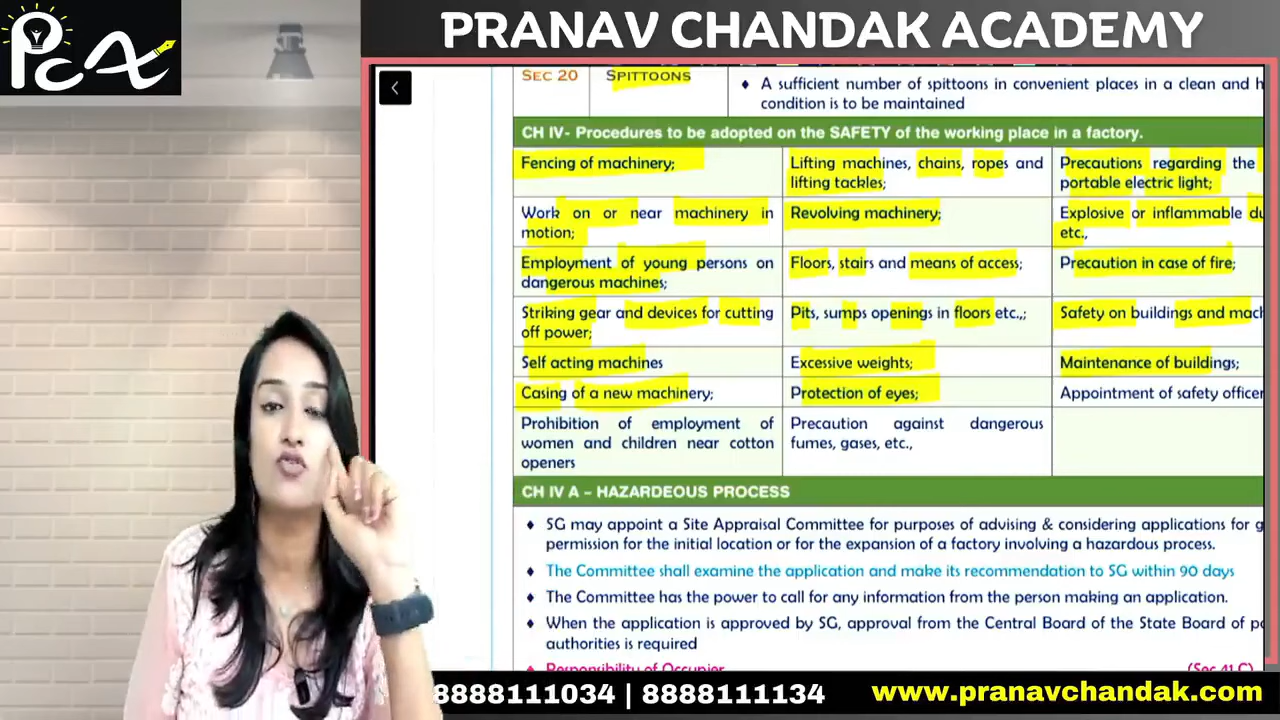 PRANAV CHANDAK ACADEMY
PCA
SEC 20
SPITTOONS
♦ A sufficient number of spittoons in convenient places in a clean and h
condition is to be maintained
CH IV- Procedures to be adopted on the SAFETY of the working place in a factory.
Fencing of machinery;
Lifting machines, chains, ropes and
lifting tackles;
Precautions regarding the
portable electric light;
Work on or near machinery in
motion;
Revolving machinery;
Explosive or inflammable du
etc.,
Employment of young persons on
dangerous machines;
Floors, stairs and means of access;
Precaution in case of fire;
Striking gear and devices for cutting
off power;
Pits, sumps openings in floors etc.,;
Safety on buildings and mach
Self acting machines
Excessive weights;
Maintenance of buildings;
Casing of a new machinery;
Protection of eyes;
Appointment of safety officer
Prohibition of employment of
women and children near cotton
openers
Precaution against dangerous
fumes, gases, etc.,
CH IV A – HAZARDEOUS PROCESS
♦ SG may appoint a Site Appraisal Committee for purposes of advising & considering applications for g
permission for the initial location or for the expansion of a factory involving a hazardous process.
♦ The Committee shall examine the application and make its recommendation to SG within 90 days
♦ The Committee has the power to call for any information from the person making an application.
♦ When the application is approved by SG, approval from the Central Board of the State Board of po
authorities is required
♦ Responsibility of Occupier (Sec 41 C)
8888111034 | 8888111134
www.pranavchandak.com